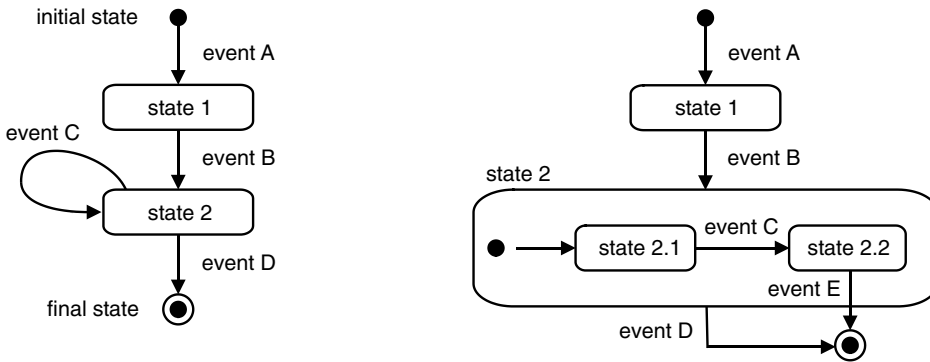 initial state
event A
state 1
event C
event B
state 2
event D
final state
event A
state 1
event B
state 2
event C
state 2.1
state 2.2
event E
event D